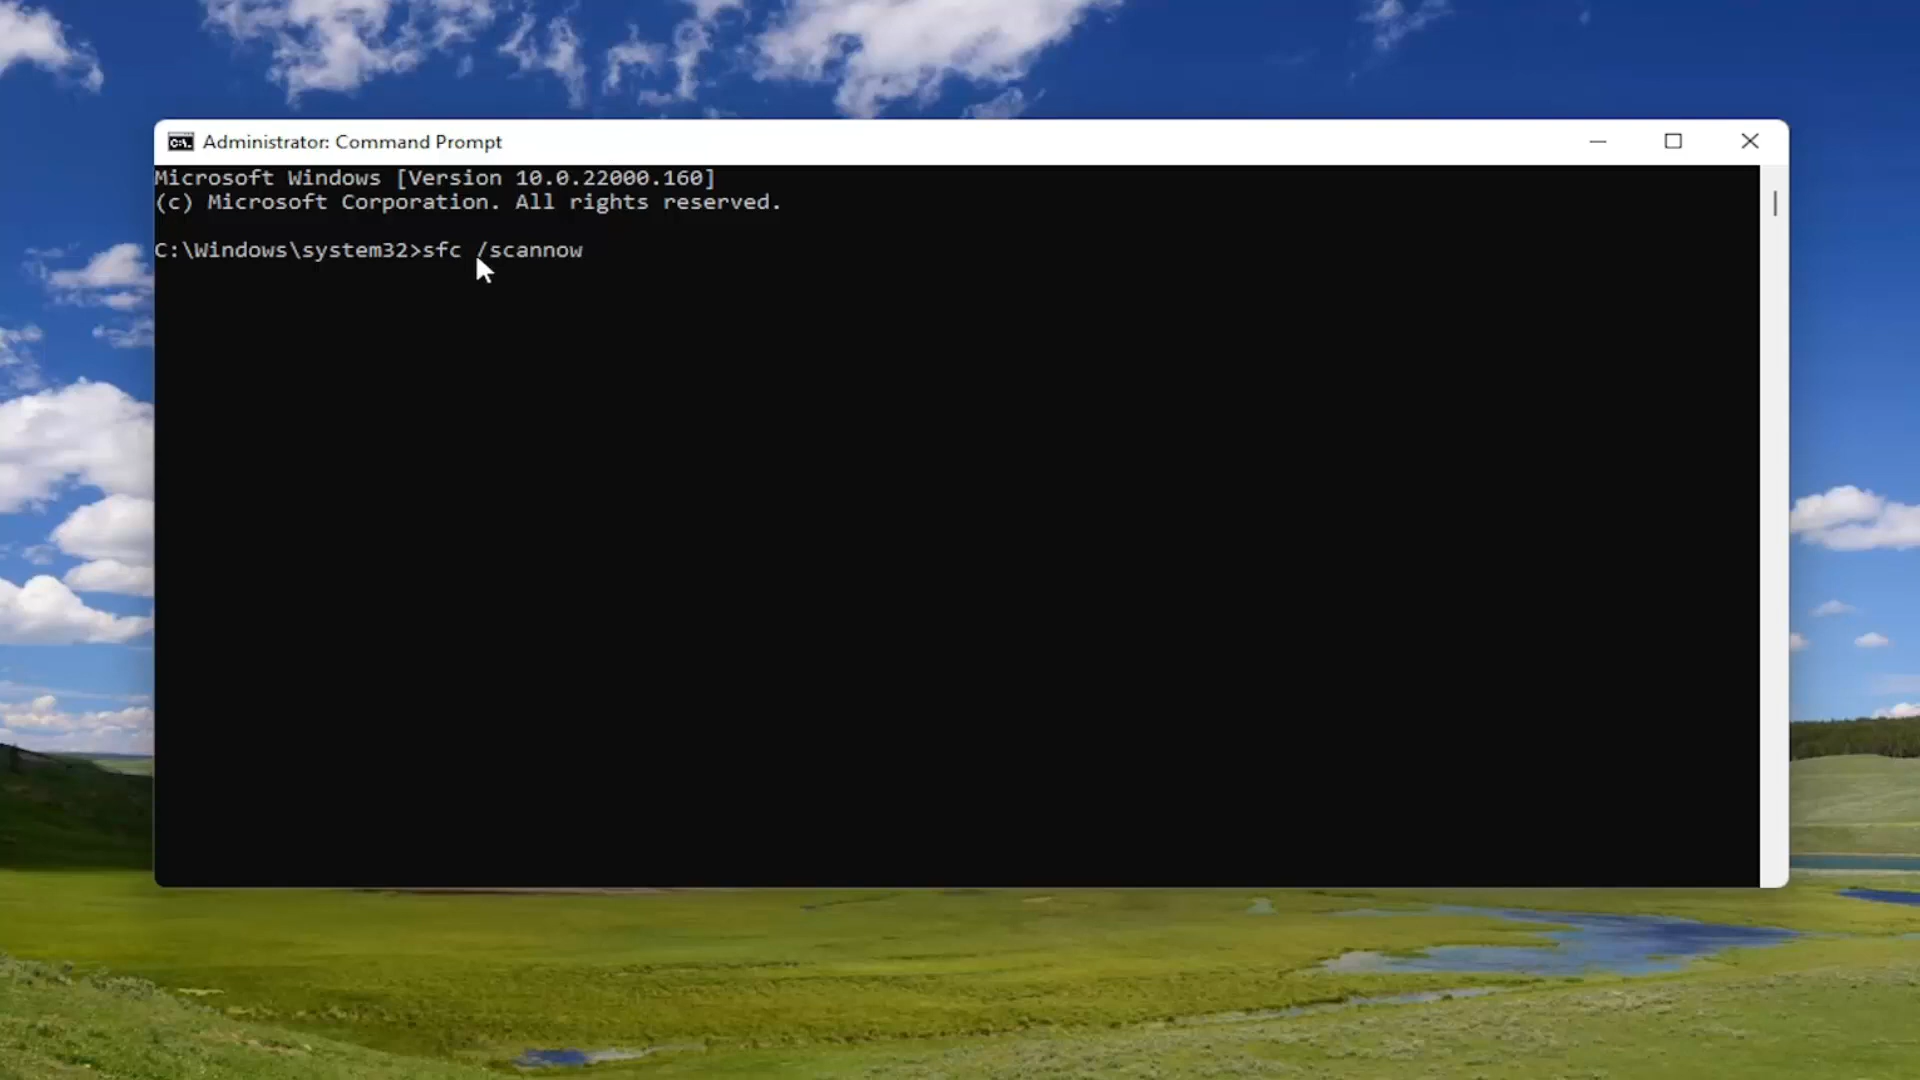 Administrator: Command Prompt
Microsoft Windows [Version 10.0.22000.160]
(c) Microsoft Corporation. All rights reserved.
C:\Windows\system32>sfc /scannow